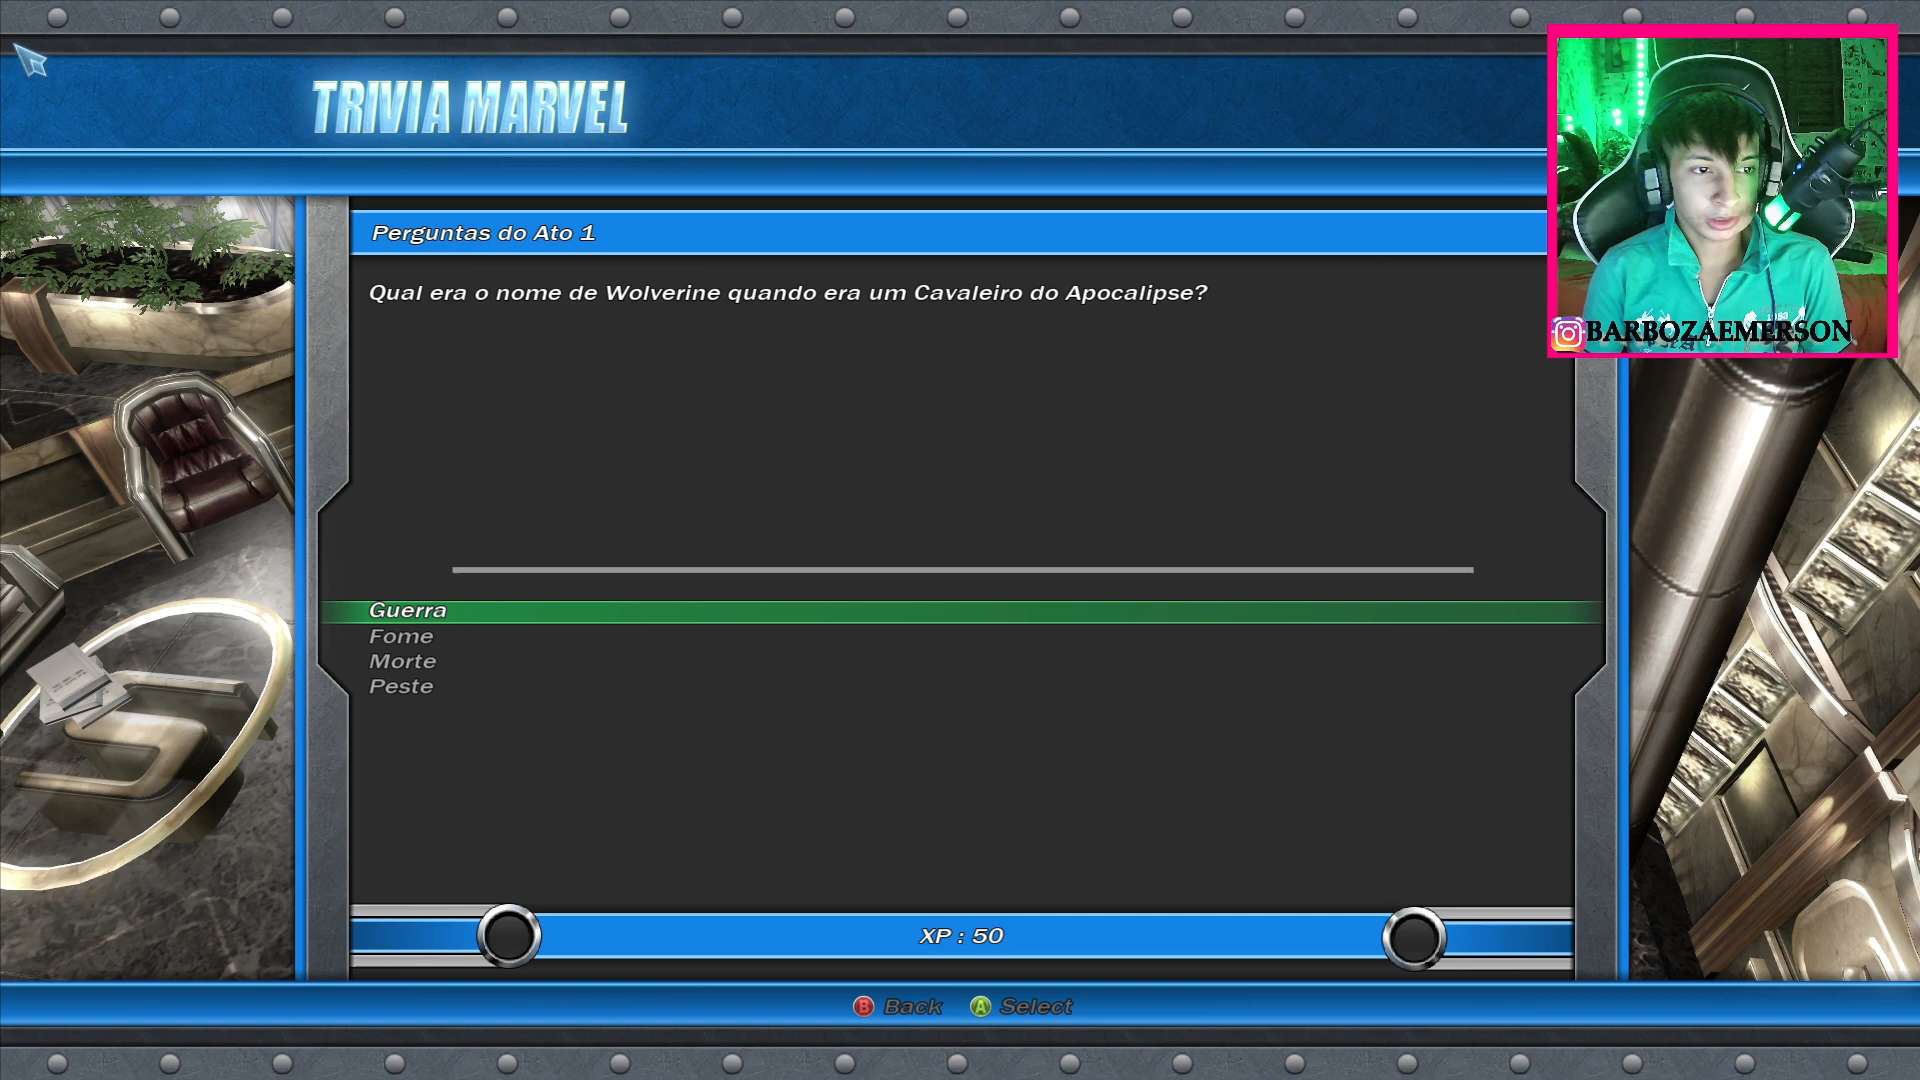 TRIVIA MARVEL
Perguntas do Ato 1
Qual era o nome de Wolverine quando era um Cavaleiro do Apocalipse?
BARBOZAEMERSON
Guerra
Fome
Morte
Peste
XP : 50
B Back A Select